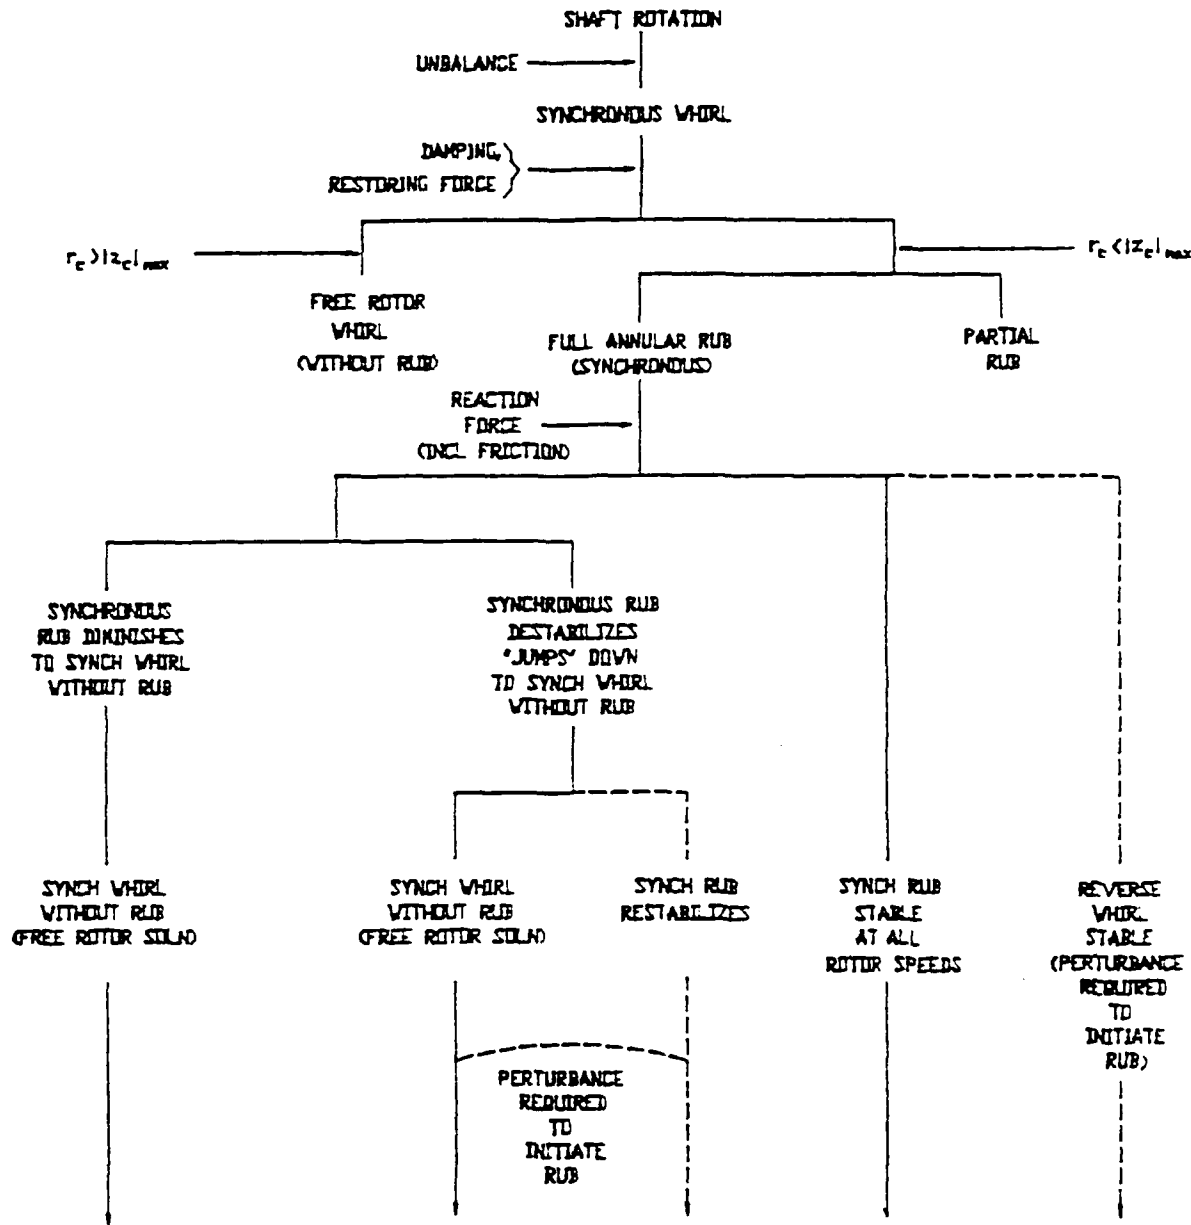 SHAFT ROTATION
UNBALANCE
SYNCHRONOUS WHIRL
DAMPING,
RESTORING FORCE
r_c > |z_c|_max
r_c < |z_c|_max
FREE ROTOR
WHIRL
(WITHOUT RUB)
FULL ANNULAR RUB
(SYNCHRONOUS)
PARTIAL
RUB
REACTION
FORCE
(INCL FRICTION)
SYNCHRONOUS
RUB DIMINISHES
TO SYNCH WHIRL
WITHOUT RUB
SYNCHRONOUS RUB
DESTABILIZES
"JUMPS" DOWN
TO SYNCH WHIRL
WITHOUT RUB
SYNCH WHIRL
WITHOUT RUB
(FREE ROTOR SOLN)
SYNCH WHIRL
WITHOUT RUB
(FREE ROTOR SOLN)
SYNCH RUB
RESTABILIZES
SYNCH RUB
STABLE
AT ALL
ROTOR SPEEDS
REVERSE
WHIRL
STABLE
(PERTURBANCE
REQUIRED
TO
INITIATE
RUB)
PERTURBANCE
REQUIRED
TO
INITIATE
RUB